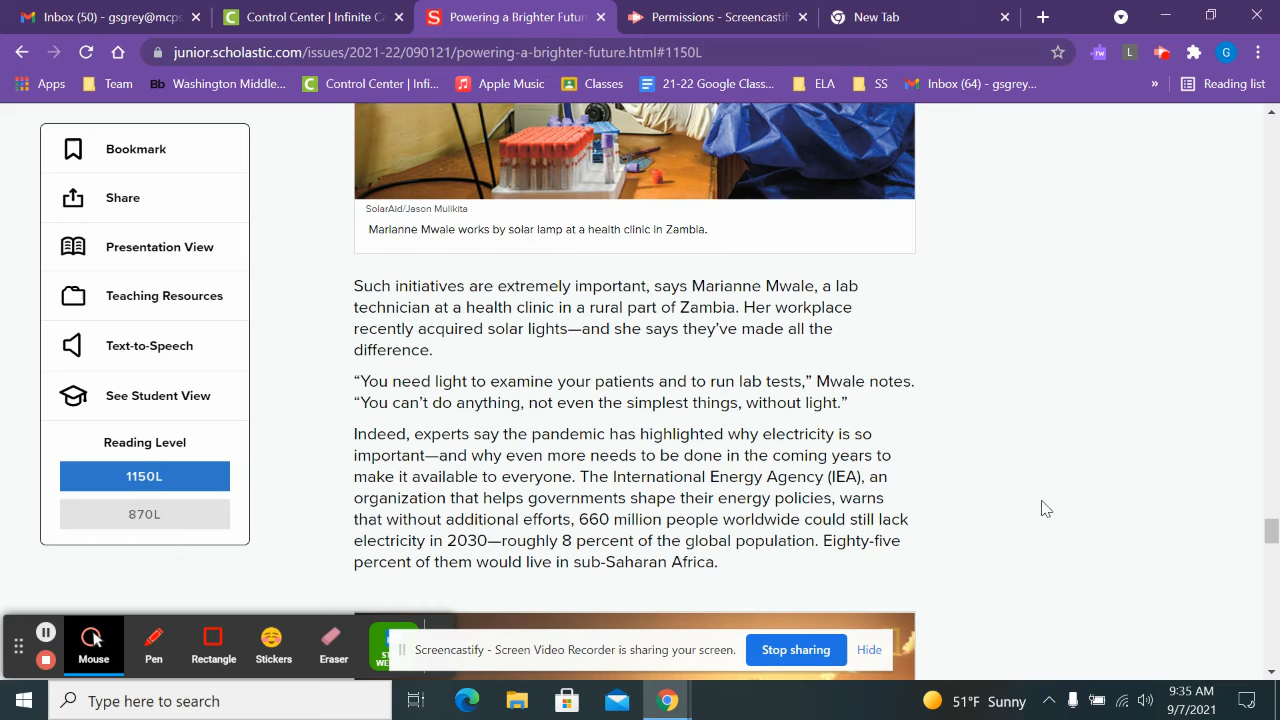 Inbox (50) - gsgrey@mcps
Control Center | Infinite C
Powering a Brighter Futur
Permissions - Screencastif
New Tab
junior.scholastic.com/issues/2021-22/090121/powering-a-brighter-future.html#1150L
Apps
Team
Bb Washington Middle...
Control Center | Infi...
Apple Music
Classes
21-22 Google Class...
ELA
SS
Inbox (64) - gsgrey...
»
Reading list
Bookmark
Share
Presentation View
Teaching Resources
Text-to-Speech
See Student View
Reading Level
1150L
870L
SolarAid/Jason Mulikita
Marianne Mwale works by solar lamp at a health clinic in Zambia.
Such initiatives are extremely important, says Marianne Mwale, a lab
technician at a health clinic in a rural part of Zambia. Her workplace
recently acquired solar lights—and she says they’ve made all the
difference.
“You need light to examine your patients and to run lab tests,” Mwale notes.
“You can’t do anything, not even the simplest things, without light.”
Indeed, experts say the pandemic has highlighted why electricity is so
important—and why even more needs to be done in the coming years to
make it available to everyone. The International Energy Agency (IEA), an
organization that helps governments shape their energy policies, warns
that without additional efforts, 660 million people worldwide could still lack
electricity in 2030—roughly 8 percent of the global population. Eighty-five
percent of them would live in sub-Saharan Africa.
Mouse
Pen
Rectangle
Stickers
Eraser
Screencastify - Screen Video Recorder is sharing your screen.
Stop sharing
Hide
Type here to search
51°F Sunny
9:35 AM
9/7/2021